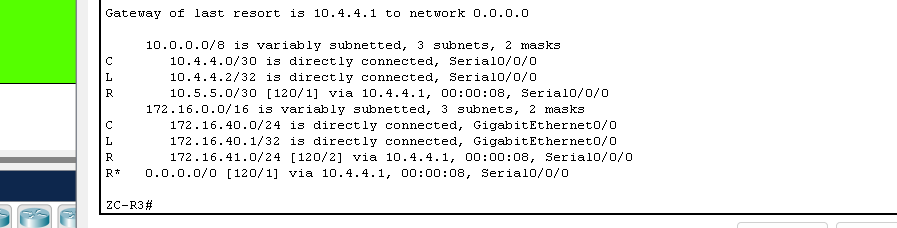 Gateway of last resort is 10.4.4.1 to network 0.0.0.0
10.0.0.0/8 is variably subnetted, 3 subnets, 2 masks
C 10.4.4.0/30 is directly connected, Serial0/0/0
L 10.4.4.2/32 is directly connected, Serial0/0/0
R 10.5.5.0/30 [120/1] via 10.4.4.1, 00:00:08, Serial0/0/0
172.16.0.0/16 is variably subnetted, 3 subnets, 2 masks
C 172.16.40.0/24 is directly connected, GigabitEthernet0/0
L 172.16.40.1/32 is directly connected, GigabitEthernet0/0
R 172.16.41.0/24 [120/2] via 10.4.4.1, 00:00:08, Serial0/0/0
R* 0.0.0.0/0 [120/1] via 10.4.4.1, 00:00:08, Serial0/0/0
ZC-R3#